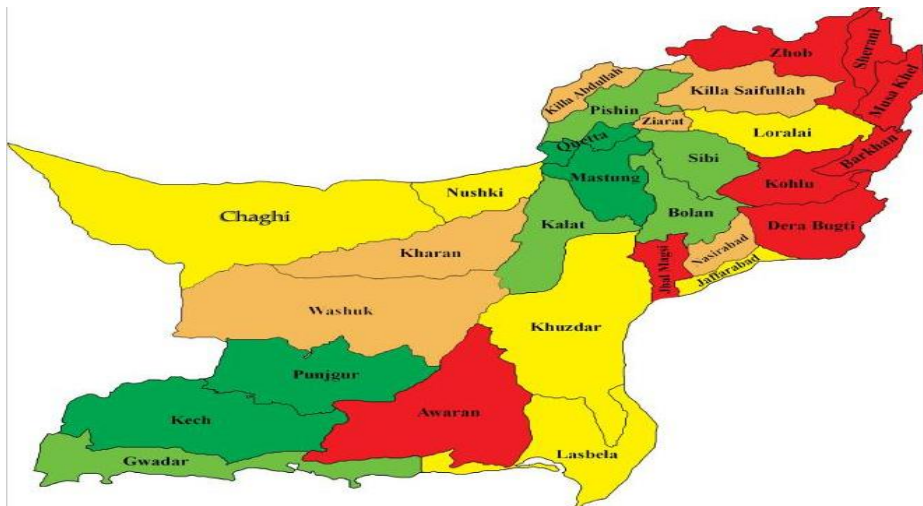 Zhob
Sherani
Musa Khel
Killa Abdullah
Killa Saifullah
Pishin
Ziarat
Loralai
Quetta
Sibi
Barkhan
Mastung
Kohlu
Nushki
Chaghi
Bolan
Kalat
Dera Bugti
Kharan
Nasirabad
Jhal Magsi
Jaffarabad
Washuk
Khuzdar
Punjgur
Awaran
Kech
Gwadar
Lasbela